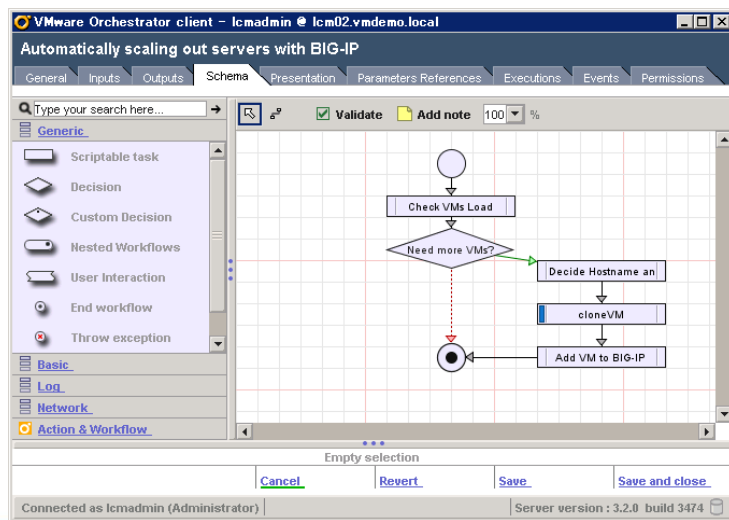 VMware Orchestrator client - lcmadmin @ lcm02.vmdemo.local
Automatically scaling out servers with BIG-IP
General Inputs Outputs Schema Presentation Parameters References Executions Events Permissions
Type your search here...
Validate Add note 100 %
Generic
Scriptable task
Decision
Custom Decision
Nested Workflows
User Interaction
End workflow
Throw exception
Basic
Log
Network
Action & Workflow
Check VMs Load
Need more VMs?
Decide Hostname an
cloneVM
Add VM to BIG-IP
Empty selection
Cancel Revert Save Save and close
Connected as lcmadmin (Administrator) Server version : 3.2.0 build 3474